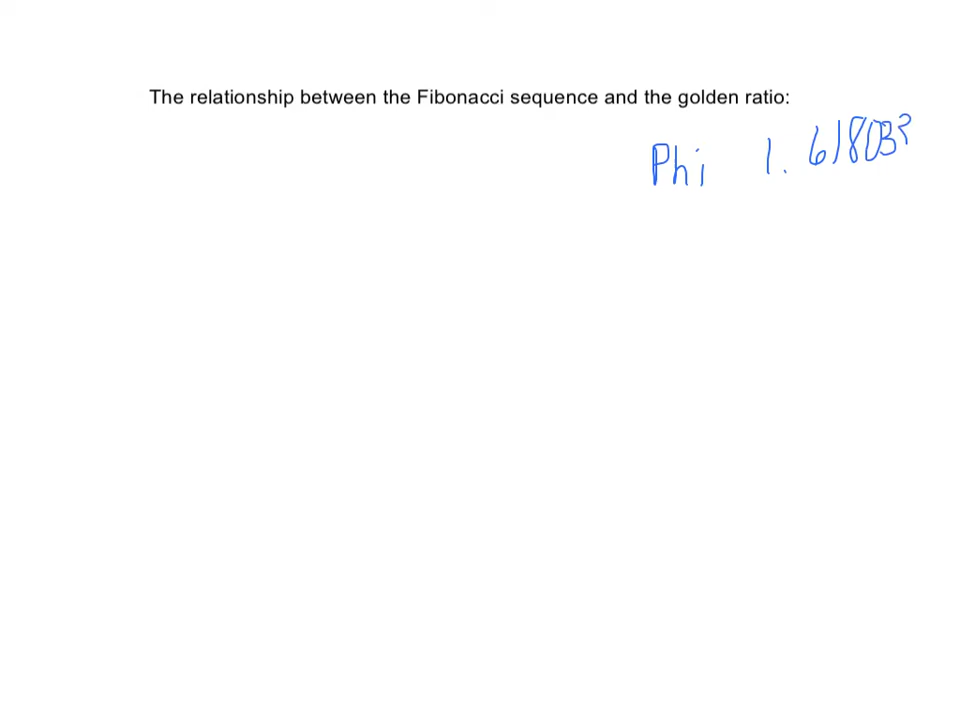 The relationship between the Fibonacci sequence and the golden ratio:
Phi 1.61803?